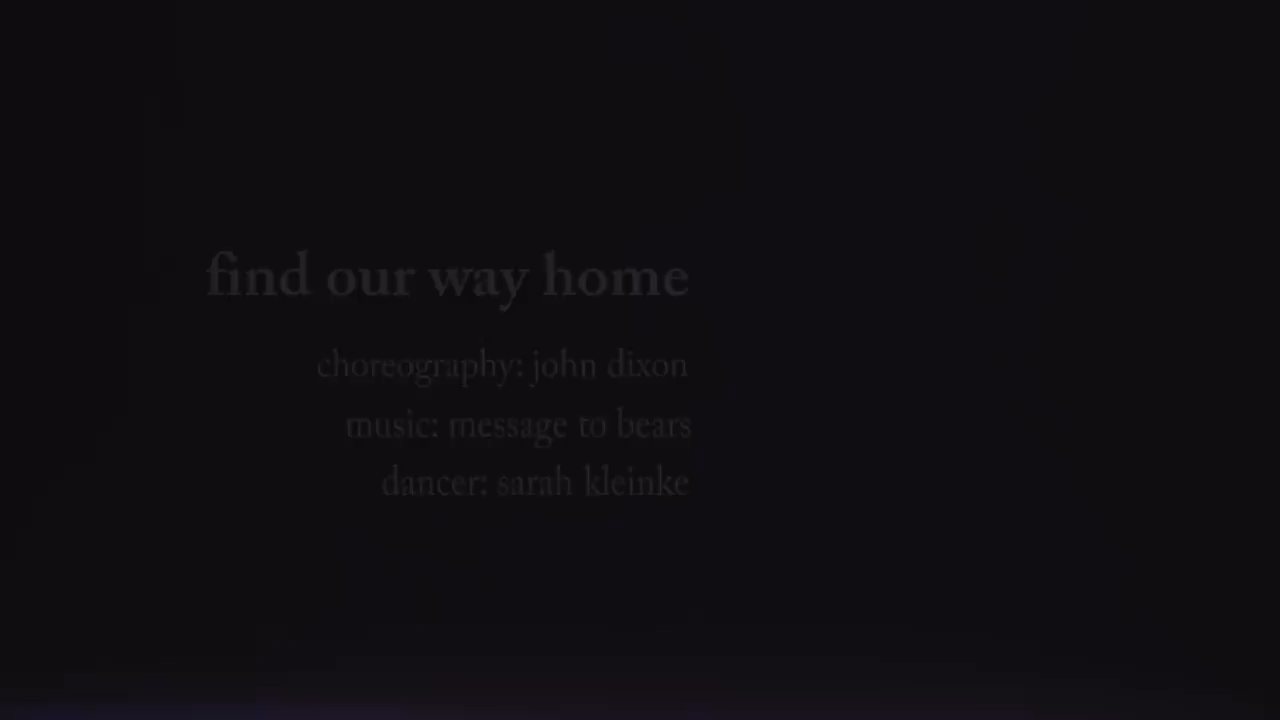 find our way home
choreography: john dixon
music: message to bears
dancer: sarah kleinke